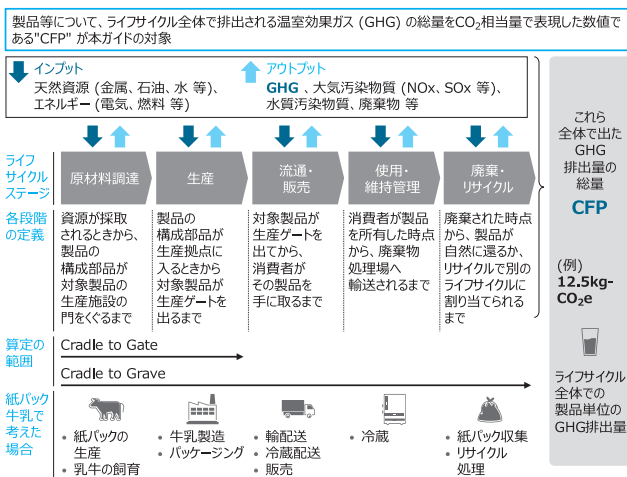 製品等について、ライフサイクル全体で排出される温室効果ガス (GHG) の総量をCO₂相当量で表現した数値で
ある"CFP" が本ガイドの対象
インプット
天然資源 (金属、石油、水 等)、
エネルギー (電気、燃料 等)
アウトプット
GHG 、大気汚染物質 (NOx、SOx 等)、
水質汚染物質、廃棄物 等
ライフ
サイクル
ステージ
原材料調達
生産
流通・
販売
使用・
維持管理
廃棄・
リサイクル
各段階
の定義
資源が採取
されるときから、
製品の
構成部品が
対象製品の
生産施設の
門をくぐるまで
製品の
構成部品が
生産拠点に
入るときから
対象製品が
生産ゲートを
出るまで
対象製品が
生産ゲートを
出てから、
消費者が
その製品を
手に取るまで
消費者が製品
を所有した時点
から、廃棄物
処理場へ
輸送されるまで
廃棄された時点
から、製品が
自然に還るか、
リサイクルで別の
ライフサイクルに
割り当てられる
まで
算定の
範囲
Cradle to Gate
Cradle to Grave
紙パック
牛乳で
考えた
場合
• 紙パックの
生産
• 乳牛の飼育
• 牛乳製造
• パッケージング
• 輸配送
• 冷蔵配送
• 販売
• 冷蔵
• 紙パック収集
• リサイクル
処理
これら
全体で出た
GHG
排出量の
総量
CFP
(例)
12.5kg-
CO₂e
ライフサイクル
全体での
製品単位の
GHG排出量